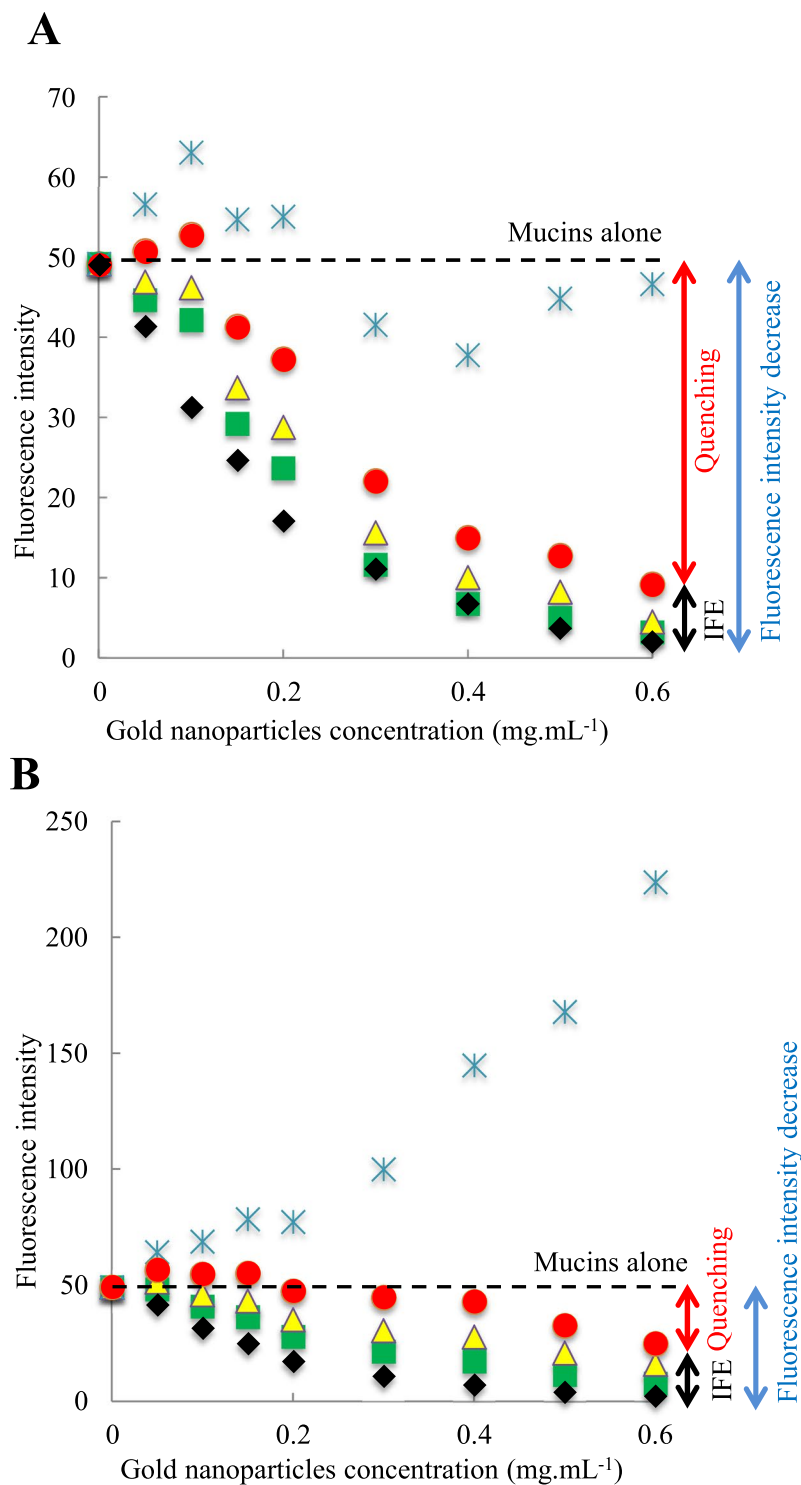 A
70
60
50
40
30
20
10
0
Fluorescence intensity
Mucins alone
Quenching
IFE
Fluorescence intensity decrease
0
0.2
0.4
0.6
Gold nanoparticles concentration (mg.mL⁻¹)
B
250
200
150
100
50
0
Fluorescence intensity
Mucins alone
Quenching
IFE
Fluorescence intensity decrease
0
0.2
0.4
0.6
Gold nanoparticles concentration (mg.mL⁻¹)